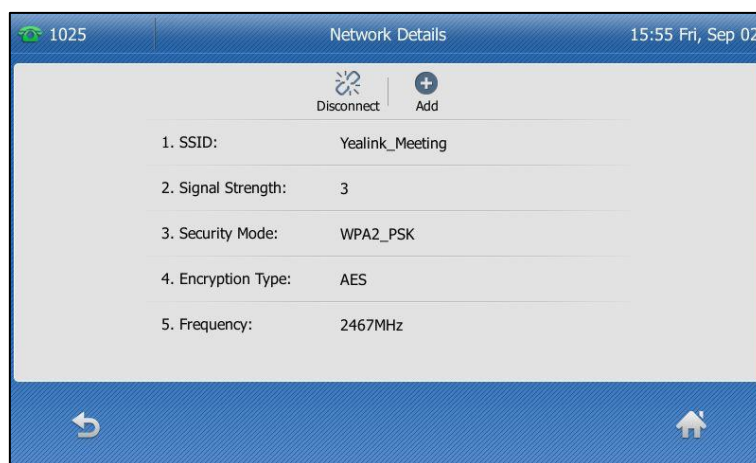 1025 Network Details 15:55 Fri, Sep 02
Disconnect Add
1. SSID: Yealink_Meeting
2. Signal Strength: 3
3. Security Mode: WPA2_PSK
4. Encryption Type: AES
5. Frequency: 2467MHz